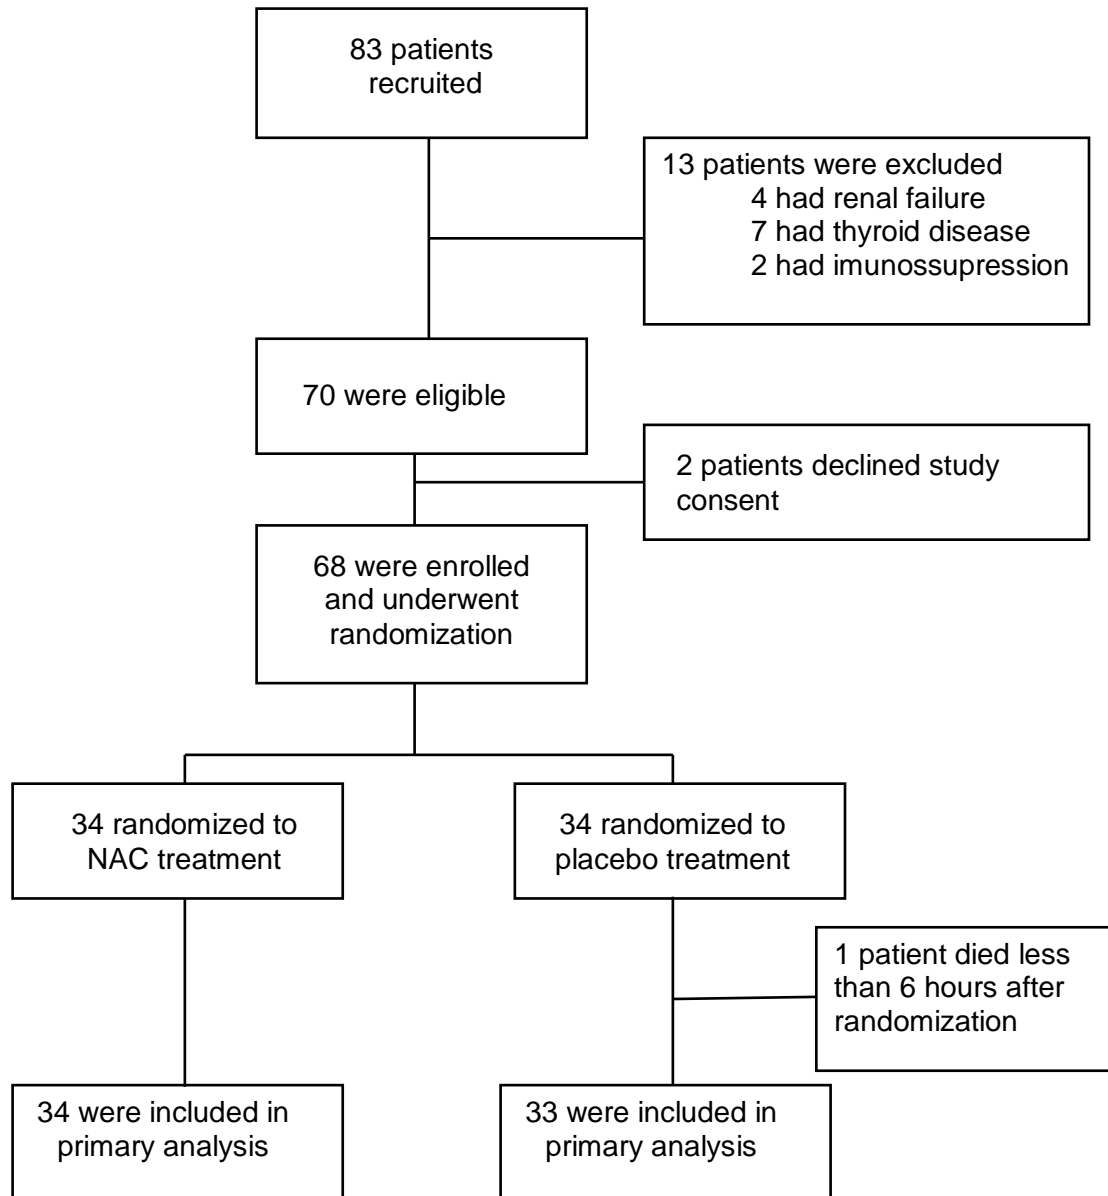 83 patients
recruited
13 patients were excluded
4 had renal failure
7 had thyroid disease
2 had imunossupression
70 were eligible
2 patients declined study
consent
68 were enrolled
and underwent
randomization
34 randomized to
NAC treatment
34 randomized to
placebo treatment
1 patient died less
than 6 hours after
randomization
34 were included in
primary analysis
33 were included in
primary analysis